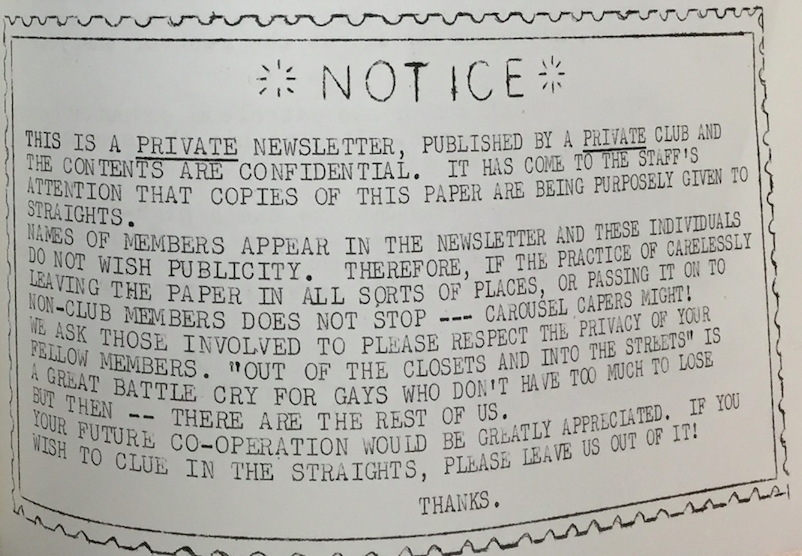 NOTICE
THIS IS A PRIVATE NEWSLETTER, PUBLISHED BY A PRIVATE CLUB AND
THE CONTENTS ARE CONFIDENTIAL. IT HAS COME TO THE STAFF'S
ATTENTION THAT COPIES OF THIS PAPER ARE BEING PURPOSELY GIVEN TO
STRAIGHTS.
NAMES OF MEMBERS APPEAR IN THE NEWSLETTER AND THESE INDIVIDUALS
DO NOT WISH PUBLICITY. THEREFORE, IF THE PRACTICE OF CARELESSLY
LEAVING THE PAPER IN ALL SORTS OF PLACES, OR PASSING IT ON TO
NON-CLUB MEMBERS DOES NOT STOP --- CAROUSEL CAPERS MIGHT!
WE ASK THOSE INVOLVED TO PLEASE RESPECT THE PRIVACY OF YOUR
FELLOW MEMBERS. "OUT OF THE CLOSETS AND INTO THE STREETS" IS
A GREAT BATTLE CRY FOR GAYS WHO DON'T HAVE TOO MUCH TO LOSE
BUT THEN -- THERE ARE THE REST OF US.
YOUR FUTURE CO-OPERATION WOULD BE GREATLY APPRECIATED. IF YOU
WISH TO CLUE IN THE STRAIGHTS, PLEASE LEAVE US OUT OF IT!
THANKS.